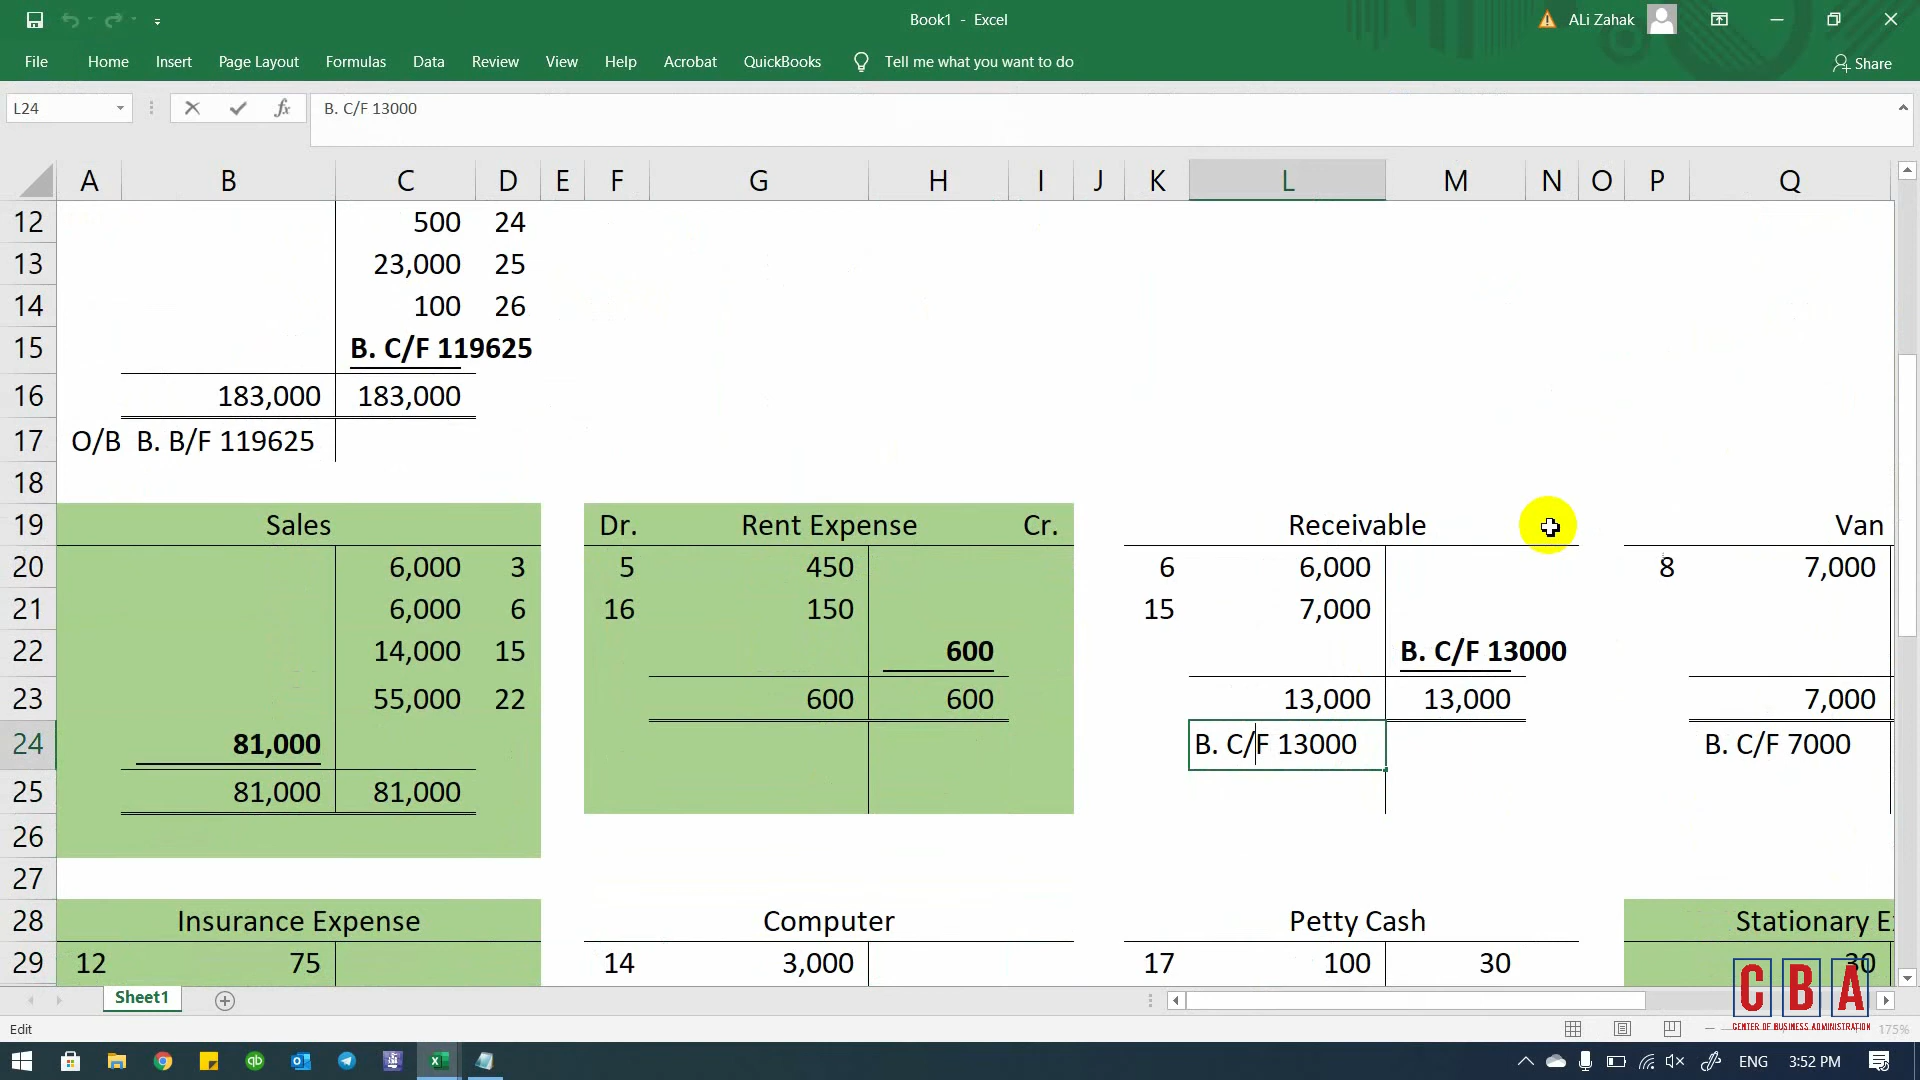 Book1 - Excel
ALi Zahak
File Home Insert Page Layout Formulas Data Review View Help Acrobat QuickBooks Tell me what you want to do
Share
L24
fx
B. C/F 13000
A B C D E F G H I J K L M N O P Q
12 500 24
13 23,000 25
14 100 26
15 B. C/F 119625
16 183,000 183,000
17 O/B B. B/F 119625
18
19 Sales Dr. Rent Expense Cr. Receivable Van
20 6,000 3 5 450 6 6,000 8 7,000
21 6,000 6 16 150 15 7,000
22 14,000 15 600 B. C/F 13000
23 55,000 22 600 600 13,000 13,000 7,000
24 81,000 B. C/F 13000 B. C/F 7000
25 81,000 81,000
26
27
28 Insurance Expense Computer Petty Cash Stationary E
29 12 75 14 3,000 17 100 30 30
Sheet1
CBA
CENTER OF BUSINESS ADMINISTRATION
Edit
175%
ENG 3:52 PM